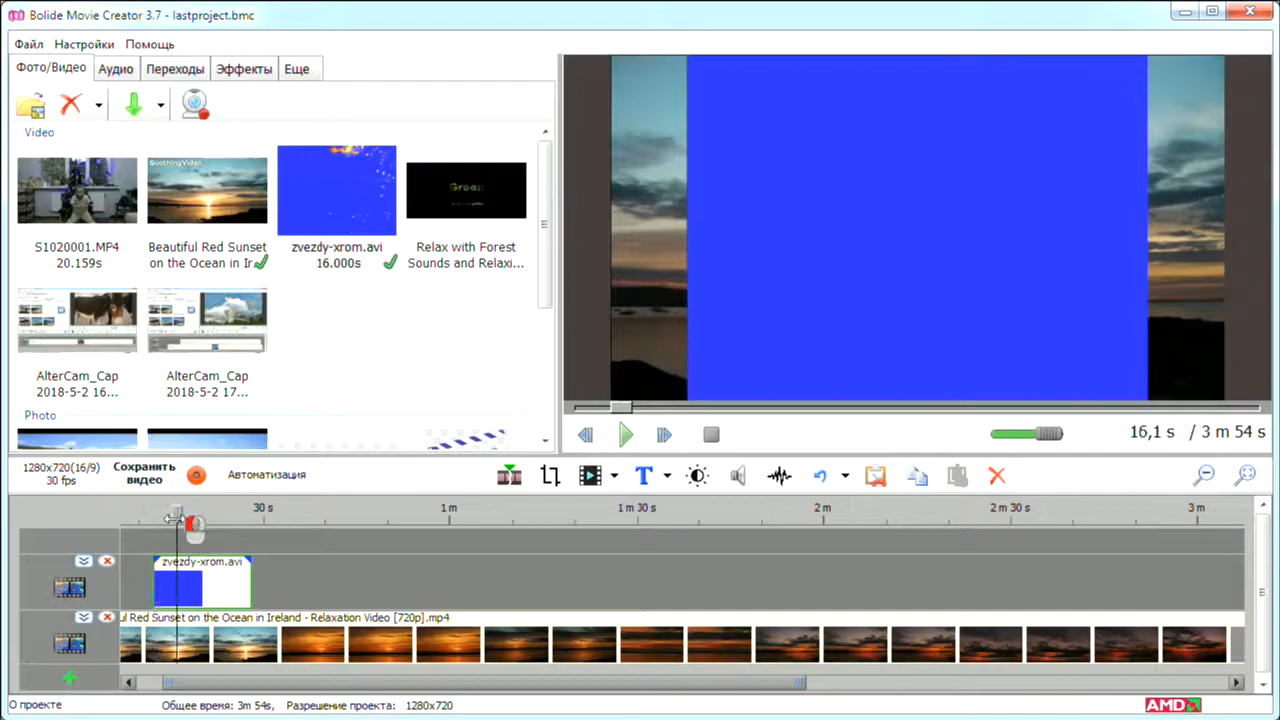 Bolide Movie Creator 3.7 - lastproject.bmc
Файл Настройки Помощь
Фото/Видео Аудио Переходы Эффекты Еще
Video
SoothingVideo
Green
S1020001.MP4
20.159s
Beautiful Red Sunset
on the Ocean in Ir
zvezdy-xrom.avi
16.000s
Relax with Forest
Sounds and Relaxi...
AlterCam_Cap
2018-5-2 16...
AlterCam_Cap
2018-5-2 17...
Photo
16,1 s / 3 m 54 s
1280x720(16/9)
30 fps
Сохранить
видео
Автоматизация
T
30 s 1 m 1 m 30 s 2 m 2 m 30 s 3 m
zvezdy-xrom.avi
ul Red Sunset on the Ocean in Ireland - Relaxation Video [720p].mp4
О проекте
Общее время: 3m 54s, Разрешение проекта: 1280x720
AMD